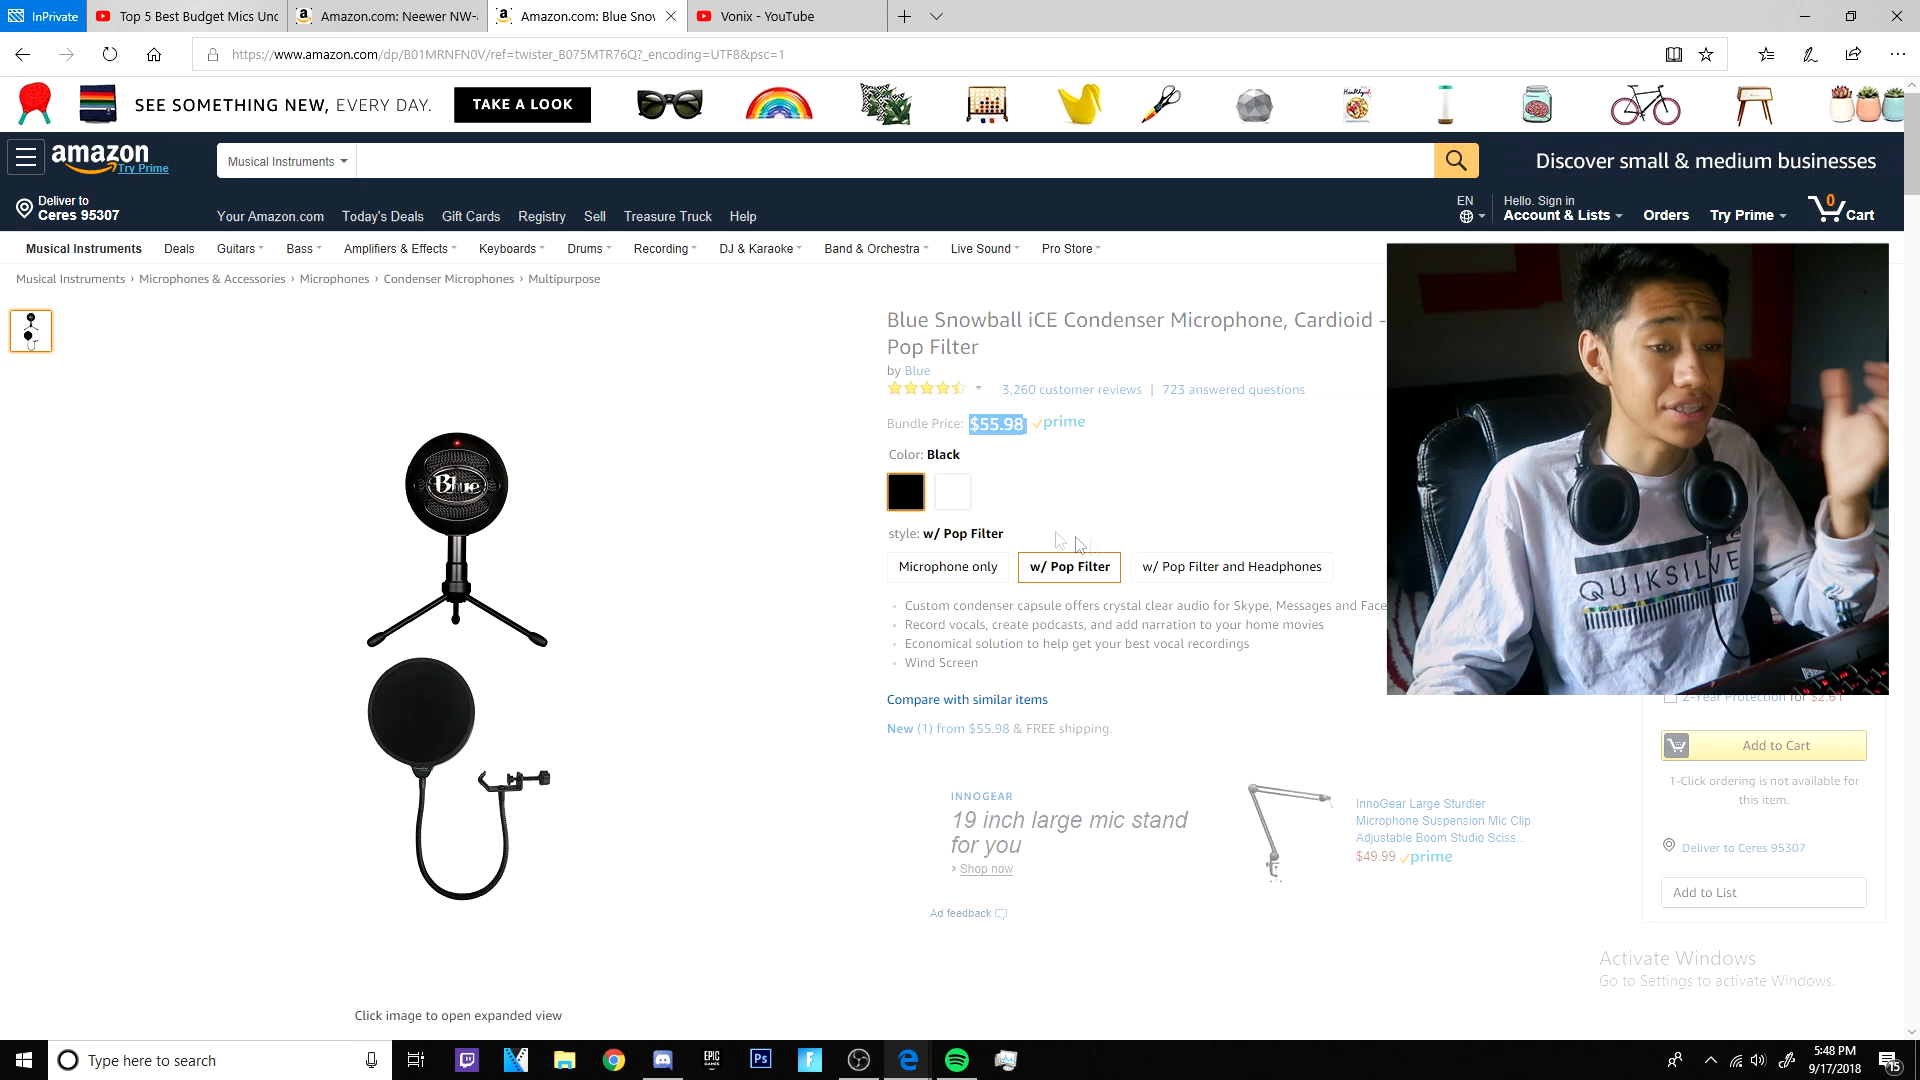 InPrivate
Top 5 Best Budget Mics Unc
Amazon.com: Neewer NW-
Amazon.com: Blue Snov
Vonix - YouTube
https://www.amazon.com/dp/B01MRNFN0V/ref=twister_B075MTR76Q?_encoding=UTF8&psc=1
SEE SOMETHING NEW, EVERY DAY.
TAKE A LOOK
amazon
Try Prime
Musical Instruments
Discover small & medium businesses
Deliver to
Ceres 95307
Your Amazon.com
Today's Deals
Gift Cards
Registry
Sell
Treasure Truck
Help
EN
Hello. Sign in
Account & Lists
Orders
Try Prime
0
Cart
Musical Instruments
Deals
Guitars
Bass
Amplifiers & Effects
Keyboards
Drums
Recording
DJ & Karaoke
Band & Orchestra
Live Sound
Pro Store
Musical Instruments › Microphones & Accessories › Microphones › Condenser Microphones › Multipurpose
Blue Snowball iCE Condenser Microphone, Cardioid -
Pop Filter
by Blue
3,260 customer reviews | 723 answered questions
Bundle Price: $55.98 prime
Color: Black
style: w/ Pop Filter
Microphone only
w/ Pop Filter
w/ Pop Filter and Headphones
Custom condenser capsule offers crystal clear audio for Skype, Messages and Face
Record vocals, create podcasts, and add narration to your home movies
Economical solution to help get your best vocal recordings
Wind Screen
Compare with similar items
New (1) from $55.98 & FREE shipping.
Blue
QUIKSILVE
2-Year Protection for $2.61
Add to Cart
1-Click ordering is not available for
this item.
Deliver to Ceres 95307
Add to List
INNOGEAR
19 inch large mic stand
for you
› Shop now
InnoGear Large Sturdier
Microphone Suspension Mic Clip
Adjustable Boom Studio Sciss...
$49.99 prime
Ad feedback
Activate Windows
Go to Settings to activate Windows.
Click image to open expanded view
Type here to search
EPIC
GAMES
Ps
5:48 PM
9/17/2018
15